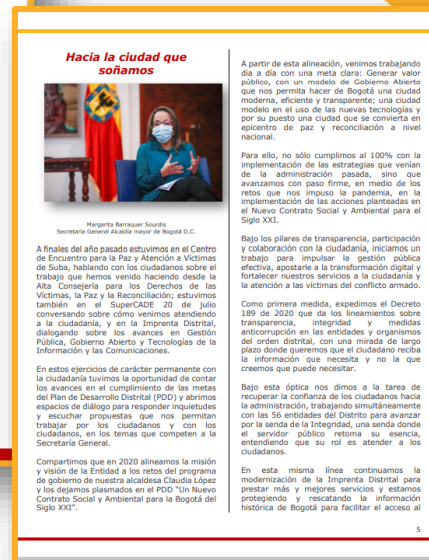 Hacia la ciudad que
soñamos
Margarita Barraquer Sourdis
Secretaria General Alcaldía mayor de Bogotá D.C.
A finales del año pasado estuvimos en el Centro
de Encuentro para la Paz y Atención a Víctimas
de Suba, hablando con los ciudadanos sobre el
trabajo que hemos venido haciendo desde la
Alta Consejería para los Derechos de las
Víctimas, la Paz y la Reconciliación; estuvimos
también en el SuperCADE 20 de julio
conversando sobre cómo venimos atendiendo
a la ciudadanía, y en la Imprenta Distrital,
dialogando sobre los avances en Gestión
Pública, Gobierno Abierto y Tecnologías de la
Información y las Comunicaciones.
En estos ejercicios de carácter permanente con
la ciudadanía tuvimos la oportunidad de contar
los avances en el cumplimiento de las metas
del Plan de Desarrollo Distrital (PDD) y abrimos
espacios de diálogo para responder inquietudes
y escuchar propuestas que nos permitan
trabajar por los ciudadanos y con los
ciudadanos, en los temas que competen a la
Secretaría General.
Compartimos que en 2020 alineamos la misión
y visión de la Entidad a los retos del programa
de gobierno de nuestra alcaldesa Claudia López
y los dejamos plasmados en el PDD "Un Nuevo
Contrato Social y Ambiental para la Bogotá del
Siglo XXI".
A partir de esta alineación, venimos trabajando
día a día con una meta clara: Generar valor
público, con un modelo de Gobierno Abierto
que nos permita hacer de Bogotá una ciudad
moderna, eficiente y transparente; una ciudad
modelo en el uso de las nuevas tecnologías y
por su puesto una ciudad que se convierta en
epicentro de paz y reconciliación a nivel
nacional.
Para ello, no sólo cumplimos al 100% con la
implementación de las estrategias que venían
de la administración pasada, sino que
avanzamos con paso firme, en medio de los
retos que nos impuso la pandemia, en la
implementación de las acciones planteadas en
el Nuevo Contrato Social y Ambiental para el
Siglo XXI.
Bajo los pilares de transparencia, participación
y colaboración con la ciudadanía, iniciamos un
trabajo para impulsar la gestión pública
efectiva, apostarle a la transformación digital y
fortalecer nuestros servicios a la ciudadanía y
la atención a las víctimas del conflicto armado.
Como primera medida, expedimos el Decreto
189 de 2020 que da los lineamientos sobre
transparencia, integridad y medidas
anticorrupción en las entidades y organismos
del orden distrital, con una mirada de largo
plazo donde queremos que el ciudadano reciba
la información que necesita y no la que
creemos que puede necesitar.
Bajo esta óptica nos dimos a la tarea de
recuperar la confianza de los ciudadanos hacia
la administración, trabajando simultáneamente
con las 56 entidades del Distrito para avanzar
por la senda de la Integridad, una senda donde
el servidor público retoma su esencia,
entendiendo que su rol es atender a los
ciudadanos.
En esta misma línea continuamos la
modernización de la Imprenta Distrital para
prestar más y mejores servicios y estamos
protegiendo y rescatando la información
histórica de Bogotá para facilitar el acceso al
5